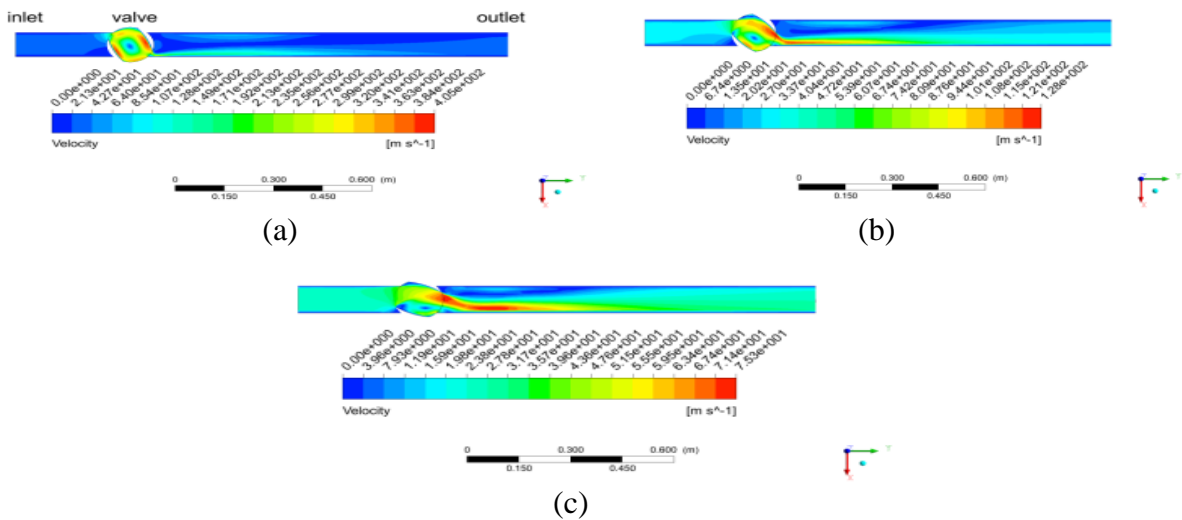 inlet valve outlet
0.00e+000
2.13e+001
4.27e+001
6.40e+001
8.54e+001
1.07e+002
1.28e+002
1.49e+002
1.71e+002
1.92e+002
2.13e+002
2.35e+002
2.56e+002
2.77e+002
2.99e+002
3.20e+002
3.41e+002
3.63e+002
3.84e+002
4.05e+002
Velocity [m s^-1]
0 0.300 0.600 (m)
0.150 0.450
Z Y
X
(a)
0.00e+000
6.74e+000
1.35e+001
2.02e+001
2.70e+001
3.37e+001
4.04e+001
4.72e+001
5.39e+001
6.07e+001
6.74e+001
7.42e+001
8.09e+001
8.76e+001
9.44e+001
1.01e+002
1.08e+002
1.15e+002
1.21e+002
1.28e+002
Velocity [m s^-1]
0 0.300 0.600 (m)
0.150 0.450
Z Y
X
(b)
0.00e+000
3.96e+000
7.93e+000
1.19e+001
1.59e+001
1.98e+001
2.38e+001
2.78e+001
3.17e+001
3.57e+001
3.96e+001
4.36e+001
4.76e+001
5.15e+001
5.55e+001
5.95e+001
6.34e+001
6.74e+001
7.14e+001
7.53e+001
Velocity [m s^-1]
0 0.300 0.600 (m)
0.150 0.450
Z Y
X
(c)